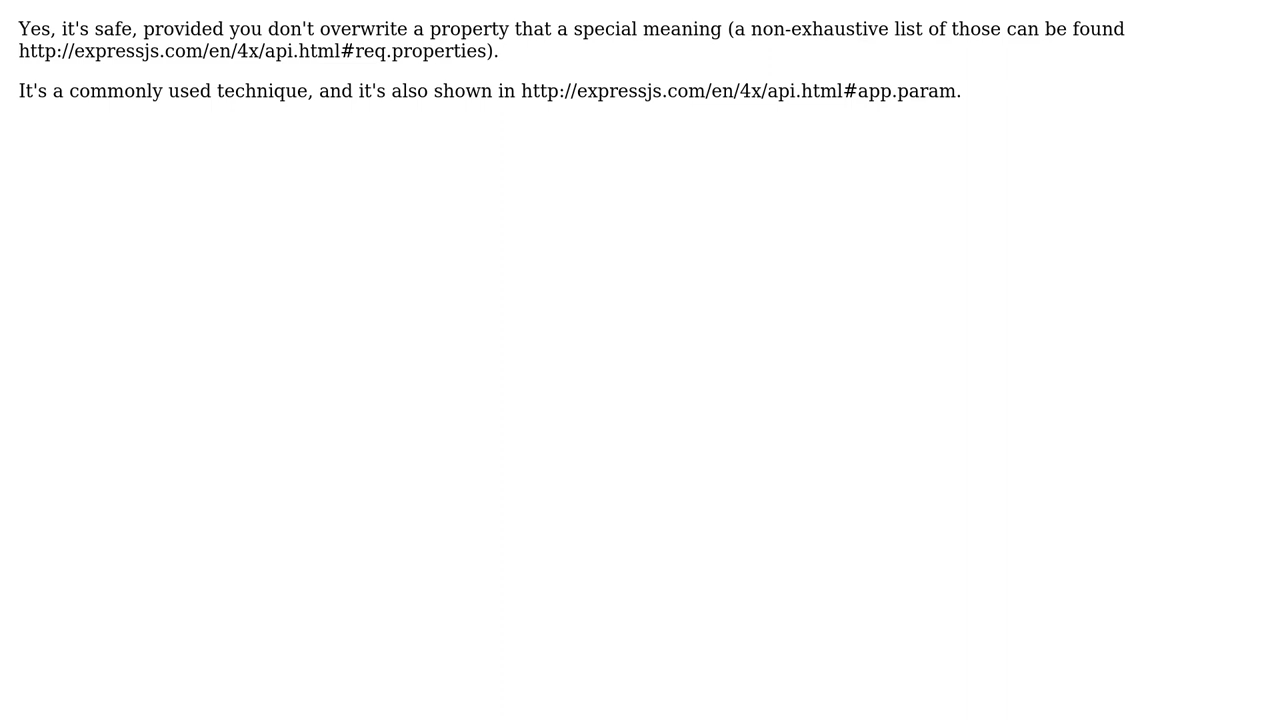 Yes, it's safe, provided you don't overwrite a property that a special meaning (a non-exhaustive list of those can be found
http://expressjs.com/en/4x/api.html#req.properties).
It's a commonly used technique, and it's also shown in http://expressjs.com/en/4x/api.html#app.param.